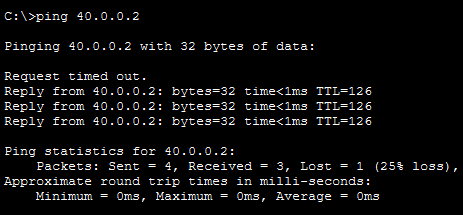 C:\>ping 40.0.0.2
Pinging 40.0.0.2 with 32 bytes of data:
Request timed out.
Reply from 40.0.0.2: bytes=32 time<1ms TTL=126
Reply from 40.0.0.2: bytes=32 time<1ms TTL=126
Reply from 40.0.0.2: bytes=32 time<1ms TTL=126
Ping statistics for 40.0.0.2:
Packets: Sent = 4, Received = 3, Lost = 1 (25% loss),
Approximate round trip times in milli-seconds:
Minimum = 0ms, Maximum = 0ms, Average = 0ms